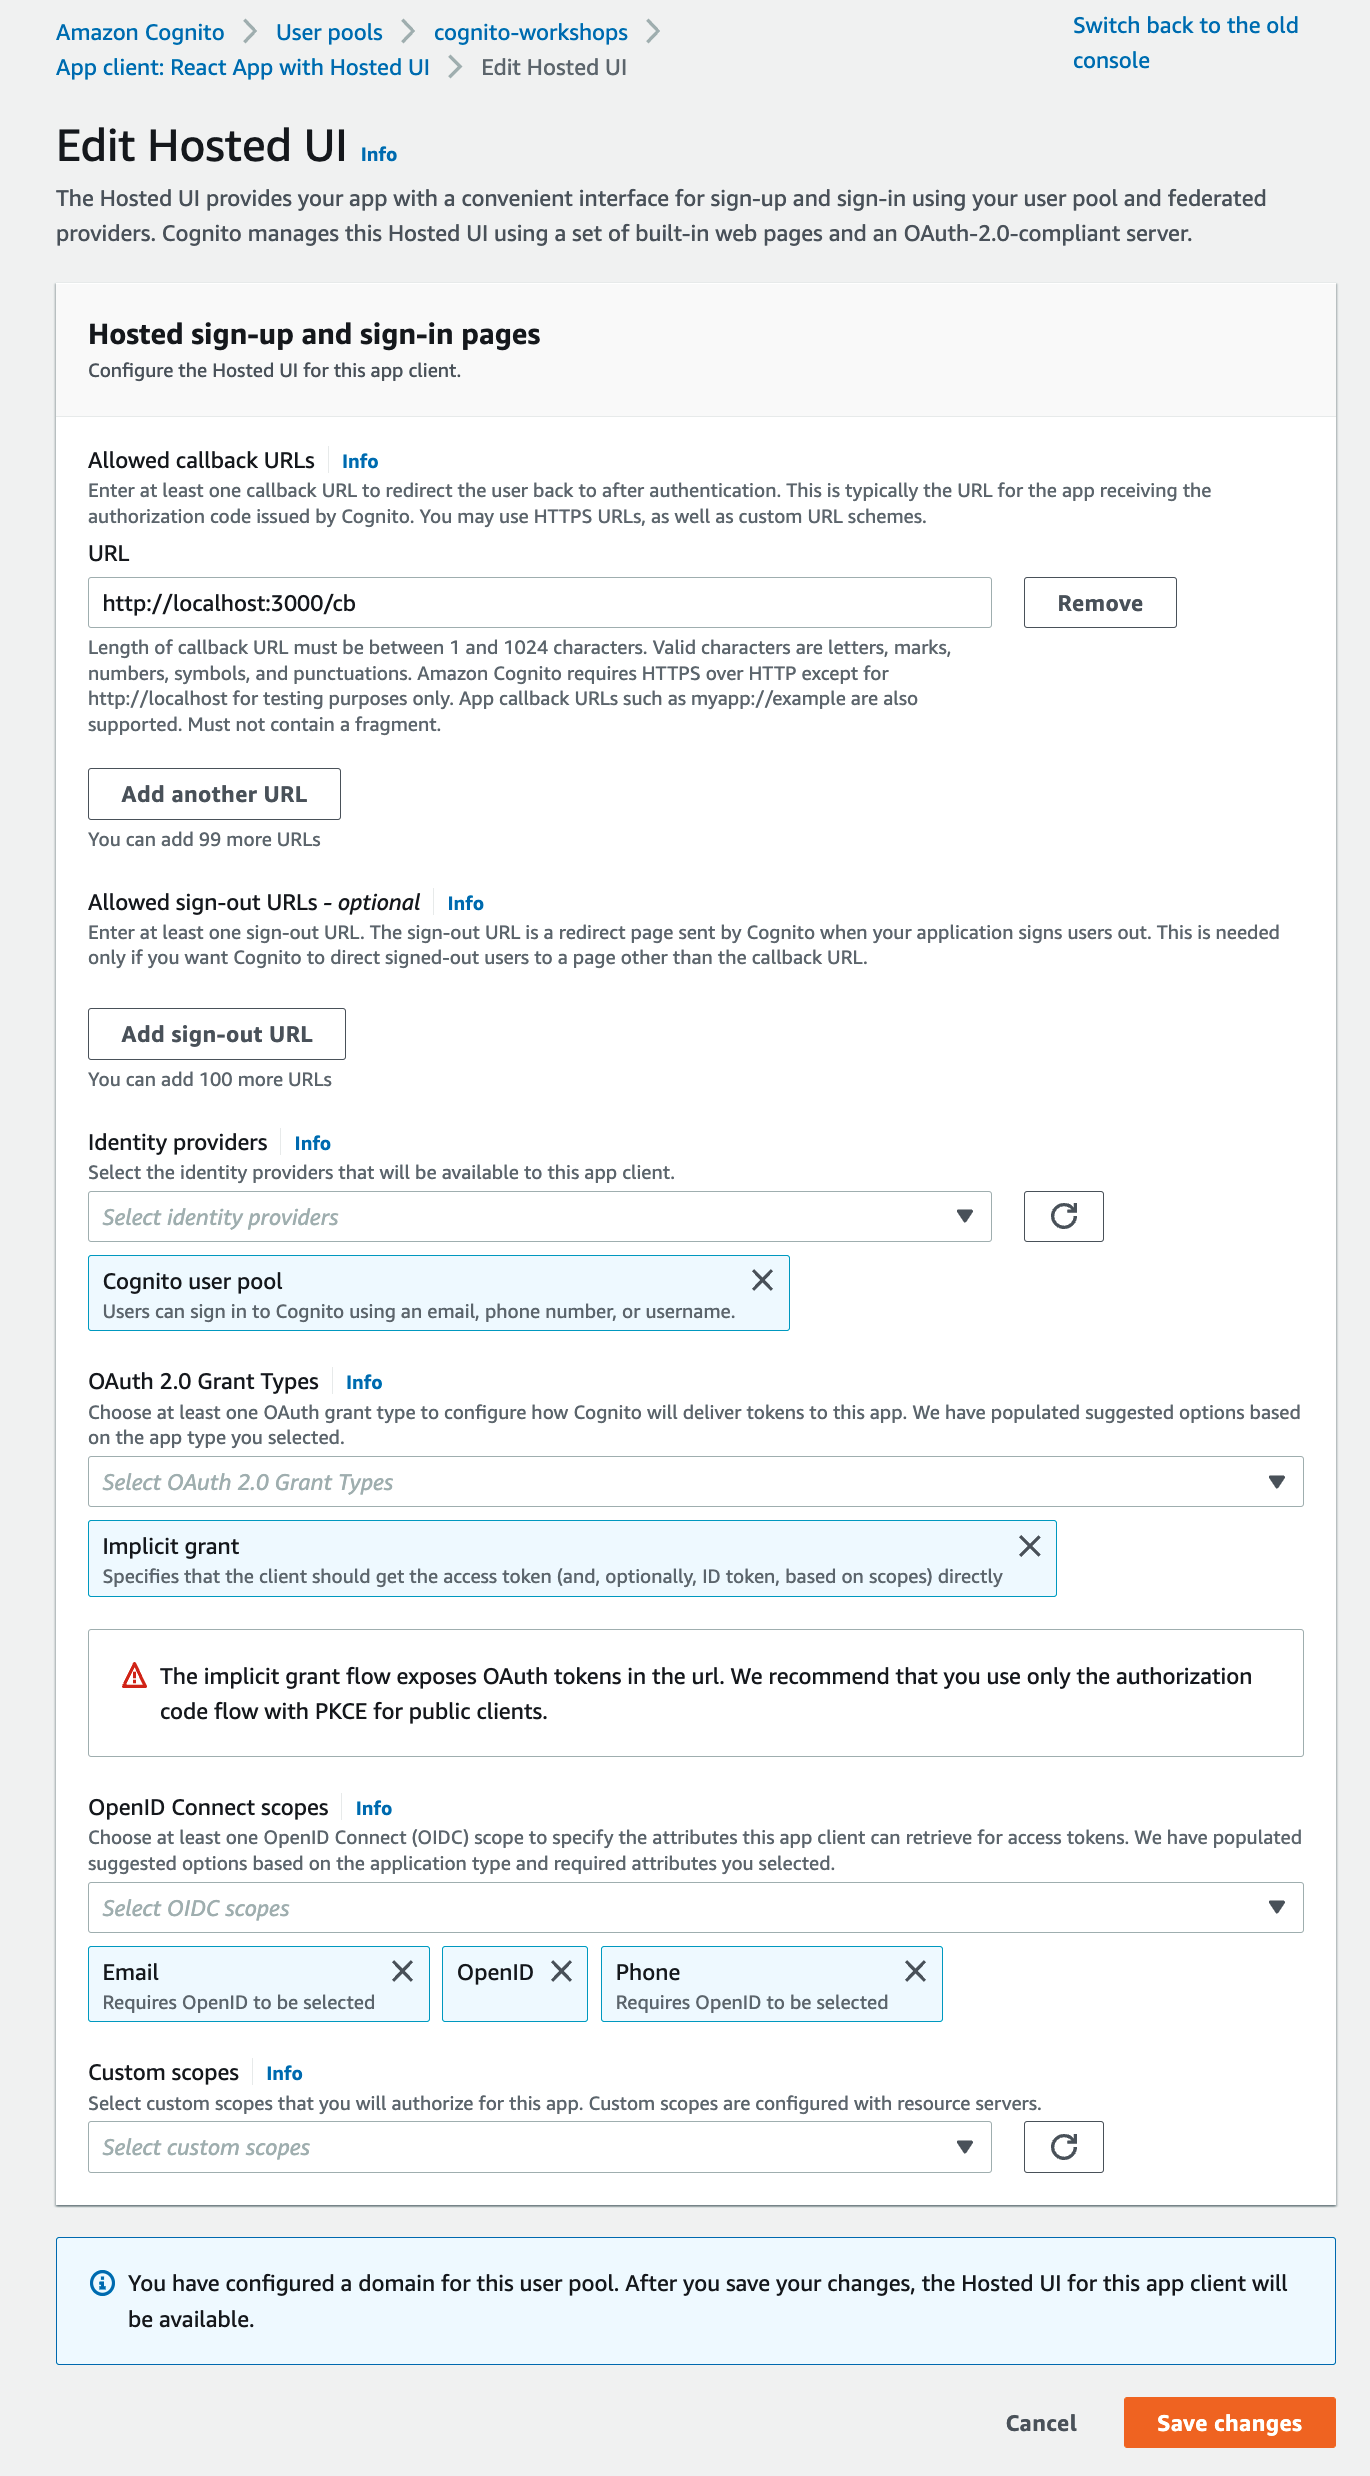 Amazon Cognito > User pools > cognito-workshops >
App client: React App with Hosted UI > Edit Hosted UI
Switch back to the old
console
Edit Hosted UI Info
The Hosted UI provides your app with a convenient interface for sign-up and sign-in using your user pool and federated
providers. Cognito manages this Hosted UI using a set of built-in web pages and an OAuth-2.0-compliant server.
Hosted sign-up and sign-in pages
Configure the Hosted UI for this app client.
Allowed callback URLs Info
Enter at least one callback URL to redirect the user back to after authentication. This is typically the URL for the app receiving the
authorization code issued by Cognito. You may use HTTPS URLs, as well as custom URL schemes.
URL
http://localhost:3000/cb Remove
Length of callback URL must be between 1 and 1024 characters. Valid characters are letters, marks,
numbers, symbols, and punctuations. Amazon Cognito requires HTTPS over HTTP except for
http://localhost for testing purposes only. App callback URLs such as myapp://example are also
supported. Must not contain a fragment.
Add another URL
You can add 99 more URLs
Allowed sign-out URLs - optional Info
Enter at least one sign-out URL. The sign-out URL is a redirect page sent by Cognito when your application signs users out. This is needed
only if you want Cognito to direct signed-out users to a page other than the callback URL.
Add sign-out URL
You can add 100 more URLs
Identity providers Info
Select the identity providers that will be available to this app client.
Select identity providers
Cognito user pool
Users can sign in to Cognito using an email, phone number, or username.
OAuth 2.0 Grant Types Info
Choose at least one OAuth grant type to configure how Cognito will deliver tokens to this app. We have populated suggested options based
on the app type you selected.
Select OAuth 2.0 Grant Types
Implicit grant
Specifies that the client should get the access token (and, optionally, ID token, based on scopes) directly
The implicit grant flow exposes OAuth tokens in the url. We recommend that you use only the authorization
code flow with PKCE for public clients.
OpenID Connect scopes Info
Choose at least one OpenID Connect (OIDC) scope to specify the attributes this app client can retrieve for access tokens. We have populated
suggested options based on the application type and required attributes you selected.
Select OIDC scopes
Email OpenID Phone
Requires OpenID to be selected Requires OpenID to be selected
Custom scopes Info
Select custom scopes that you will authorize for this app. Custom scopes are configured with resource servers.
Select custom scopes
You have configured a domain for this user pool. After you save your changes, the Hosted UI for this app client will
be available.
Cancel Save changes